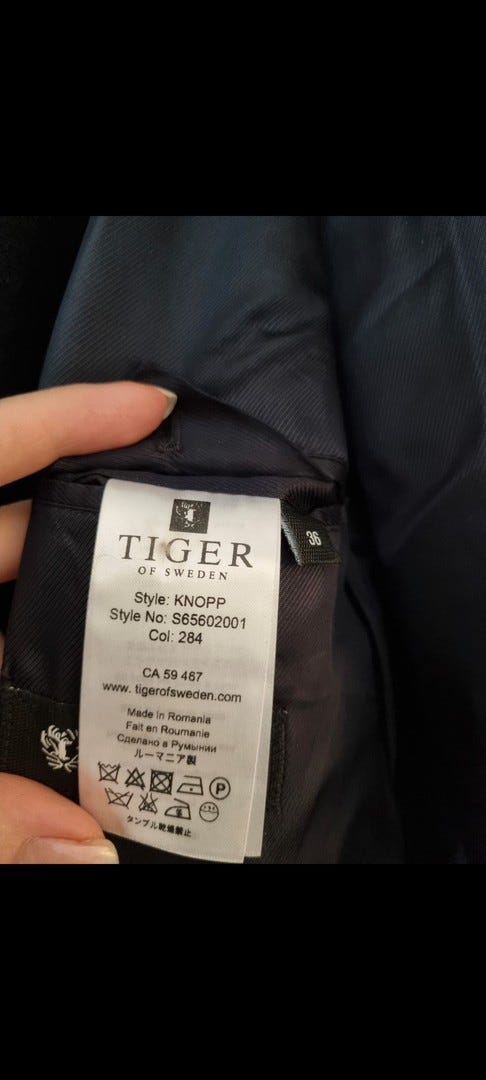 TIGER
OF SWEDEN
Style: KNOPP
Style No: S65602001
Col: 284
CA 59 467
www.tigerofsweden.com
Made in Romania
Fait en Roumanie
Сделано в Румынии
ルーマニア製
P
タンブル乾燥禁止
36